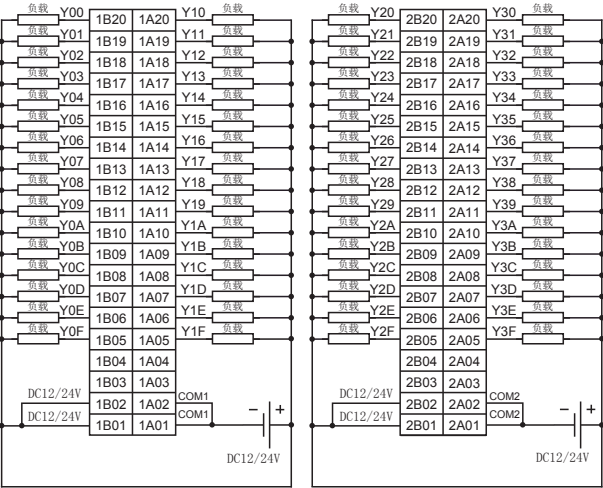 负载 Y00 1B20 1A20 Y10 负载 负载 Y20 2B20 2A20 Y30 负载
负载 Y01 1B19 1A19 Y11 负载 负载 Y21 2B19 2A19 Y31 负载
负载 Y02 1B18 1A18 Y12 负载 负载 Y22 2B18 2A18 Y32 负载
负载 Y03 1B17 1A17 Y13 负载 负载 Y23 2B17 2A17 Y33 负载
负载 Y04 1B16 1A16 Y14 负载 负载 Y24 2B16 2A16 Y34 负载
负载 Y05 1B15 1A15 Y15 负载 负载 Y25 2B15 2A15 Y35 负载
负载 Y06 1B14 1A14 Y16 负载 负载 Y26 2B14 2A14 Y36 负载
负载 Y07 1B13 1A13 Y17 负载 负载 Y27 2B13 2A13 Y37 负载
负载 Y08 1B12 1A12 Y18 负载 负载 Y28 2B12 2A12 Y38 负载
负载 Y09 1B11 1A11 Y19 负载 负载 Y29 2B11 2A11 Y39 负载
负载 Y0A 1B10 1A10 Y1A 负载 负载 Y2A 2B10 2A10 Y3A 负载
负载 Y0B 1B09 1A09 Y1B 负载 负载 Y2B 2B09 2A09 Y3B 负载
负载 Y0C 1B08 1A08 Y1C 负载 负载 Y2C 2B08 2A08 Y3C 负载
负载 Y0D 1B07 1A07 Y1D 负载 负载 Y2D 2B07 2A07 Y3D 负载
负载 Y0E 1B06 1A06 Y1E 负载 负载 Y2E 2B06 2A06 Y3E 负载
负载 Y0F 1B05 1A05 Y1F 负载 负载 Y2F 2B05 2A05 Y3F 负载
1B04 1A04 2B04 2A04
1B03 1A03 2B03 2A03
DC12/24V 1B02 1A02 COM1 − + DC12/24V 2B02 2A02 COM2 − +
DC12/24V 1B01 1A01 COM1 DC12/24V 2B01 2A01 COM2
DC12/24V DC12/24V